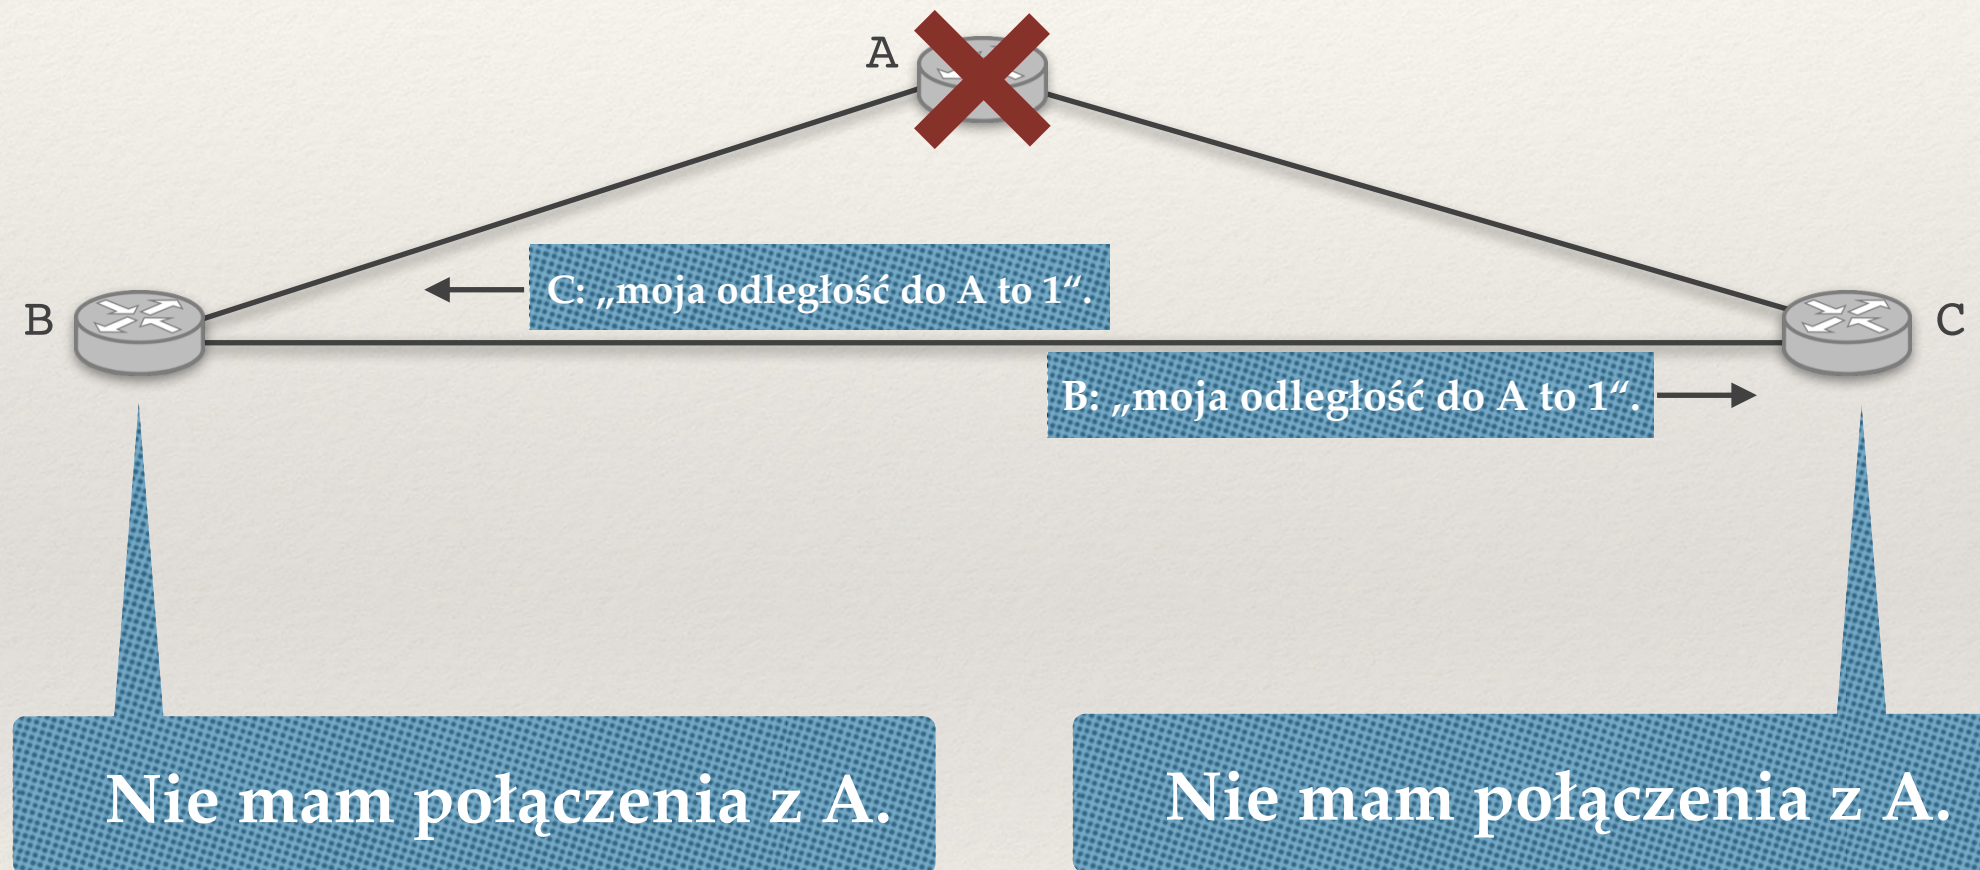 A
C: „moja odległość do A to 1“.
B
C
B: „moja odległość do A to 1“.
Nie mam połączenia z A.
Nie mam połączenia z A.